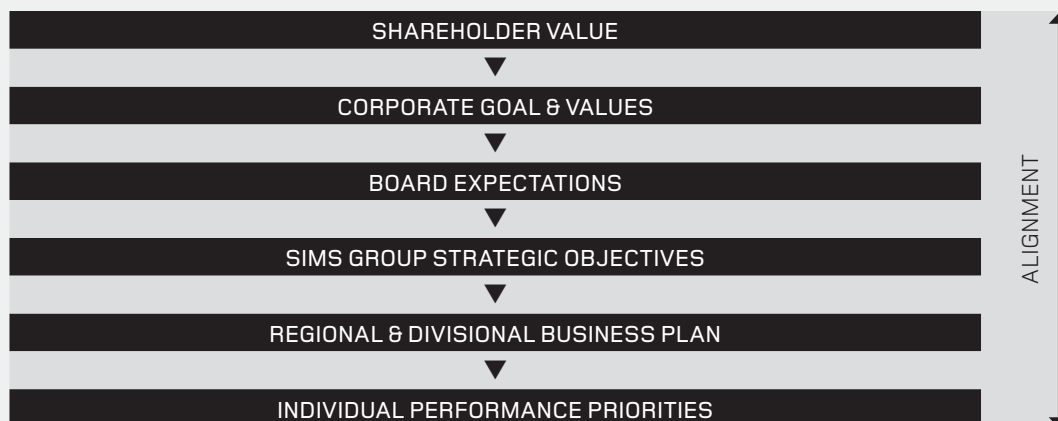 SHAREHOLDER VALUE
CORPORATE GOAL & VALUES
BOARD EXPECTATIONS
SIMS GROUP STRATEGIC OBJECTIVES
REGIONAL & DIVISIONAL BUSINESS PLAN
INDIVIDUAL PERFORMANCE PRIORITIES
ALIGNMENT